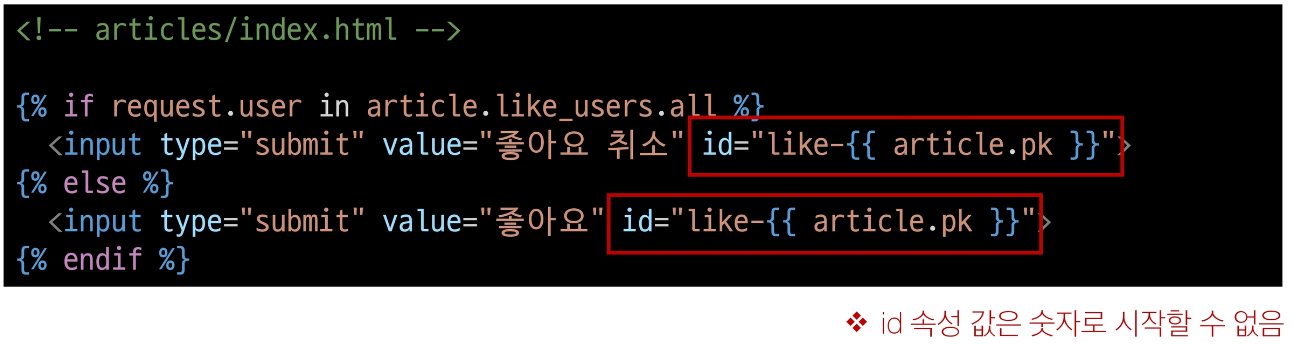 <!-- articles/index.html -->
{% if request.user in article.like_users.all %}
<input type="submit" value="좋아요 취소" id="like-{{ article.pk }}">
{% else %}
<input type="submit" value="좋아요" id="like-{{ article.pk }}">
{% endif %}
❖ id 속성 값은 숫자로 시작할 수 없음